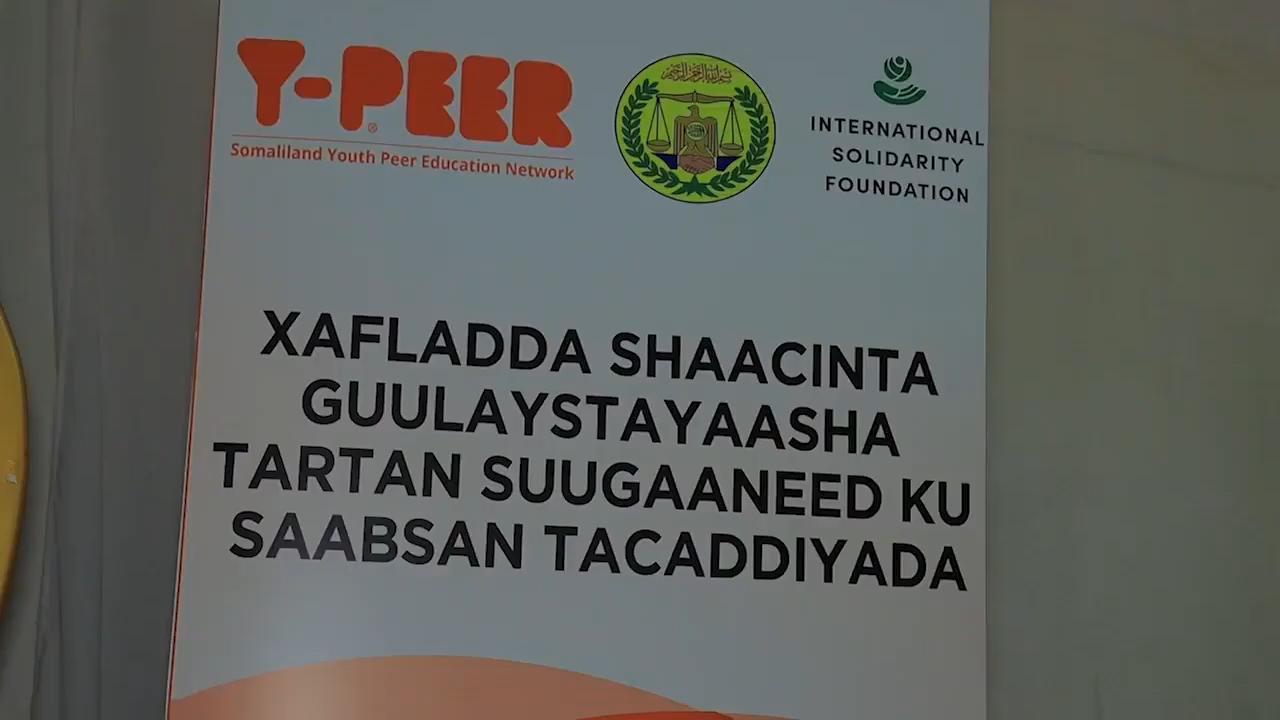 Y-PEER
®
Somaliland Youth Peer Education Network
INTERNATIONAL
SOLIDARITY
FOUNDATION
XAFLADDA SHAACINTA
GUULAYSTAYAASHA
TARTAN SUUGAANEED KU
SAABSAN TACADDIYADA